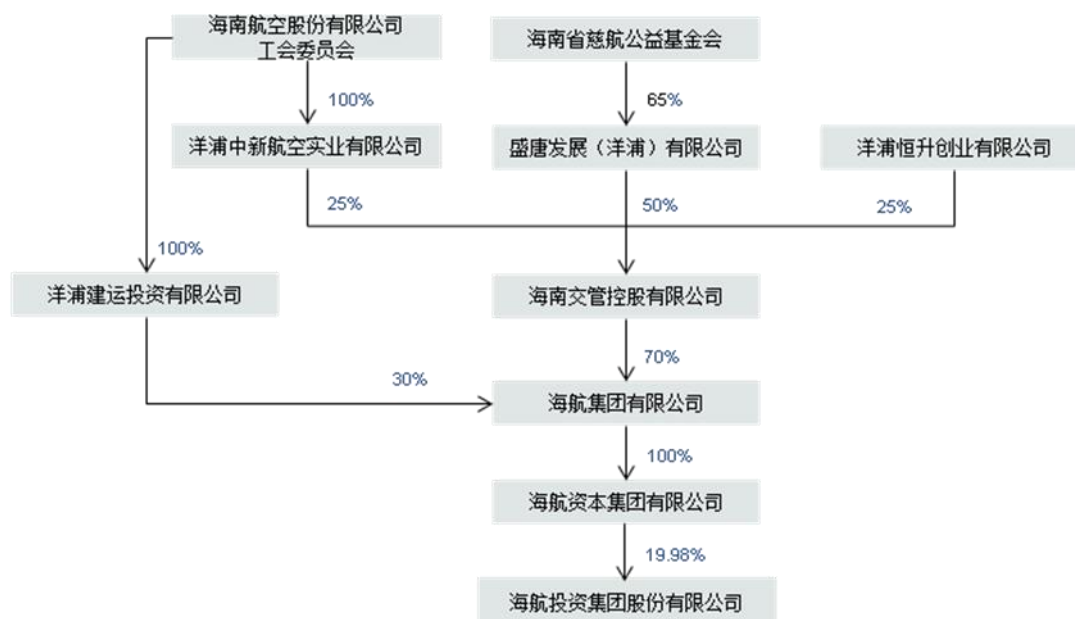 海南航空股份有限公司
工会委员会
海南省慈航公益基金会
100%
65%
洋浦中新航空实业有限公司
盛唐发展（洋浦）有限公司
洋浦恒升创业有限公司
25%
50%
25%
100%
洋浦建运投资有限公司
海南交管控股有限公司
70%
30%
海航集团有限公司
100%
海航资本集团有限公司
19.98%
海航投资集团股份有限公司